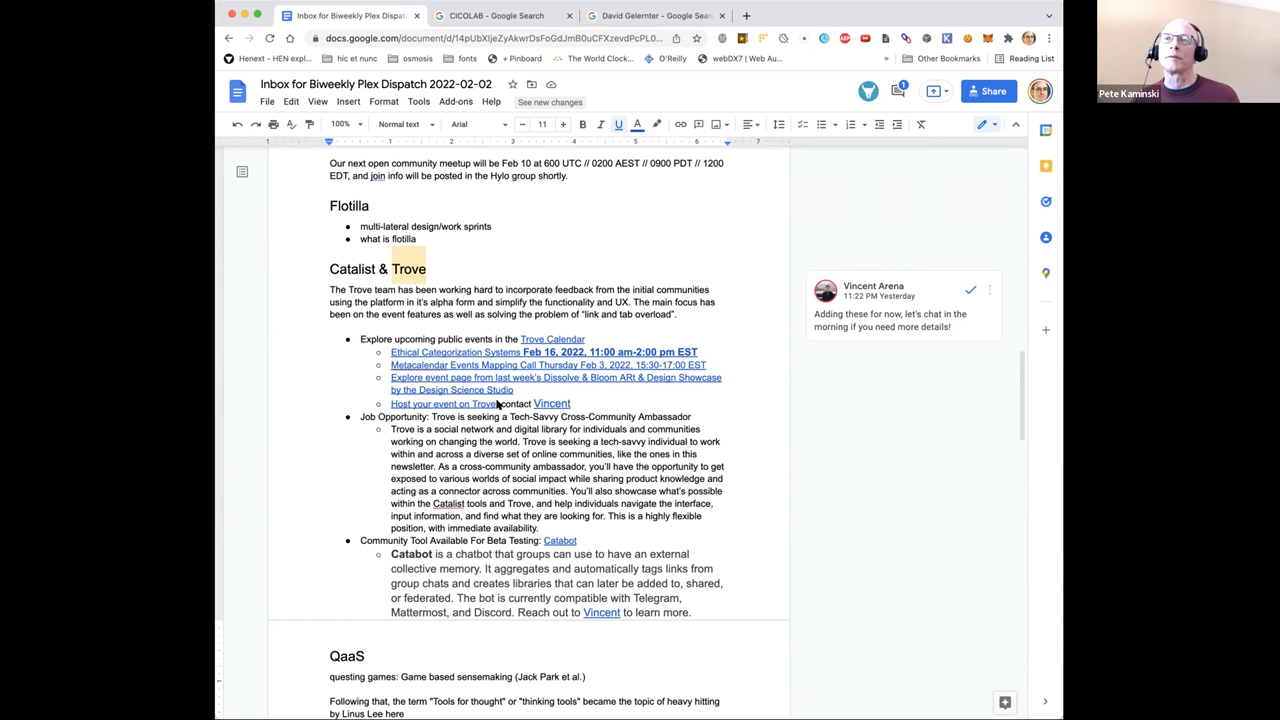 Inbox for Biweekly Plex Dispatch
CICOLAB - Google Search
David Gelernter - Google Sear
docs.google.com/document/d/14pUbXIjeZyAkwrDsFoGdJmB0uCFXzevdPcPL0...
Henext - HEN expl...
hic et nunc
osmosis
fonts
+ Pinboard
The World Clock...
O'Reilly
webDX7 | Web Au...
»
Other Bookmarks
Reading List
Inbox for Biweekly Plex Dispatch 2022-02-02
File Edit View Insert Format Tools Add-ons Help
See new changes
1
Share
100%
Normal text
Arial
11
B I U A
1 1 2 3 4 5 6 7
Our next open community meetup will be Feb 10 at 600 UTC // 0200 AEST // 0900 PDT // 1200
EDT, and join info will be posted in the Hylo group shortly.
Flotilla
● multi-lateral design/work sprints
● what is flotilla
Catalist & Trove
The Trove team has been working hard to incorporate feedback from the initial communities
using the platform in it's alpha form and simplify the functionality and UX. The main focus has
been on the event features as well as solving the problem of “link and tab overload”.
● Explore upcoming public events in the Trove Calendar
○ Ethical Categorization Systems Feb 16, 2022, 11:00 am-2:00 pm EST
○ Metacalendar Events Mapping Call Thursday Feb 3, 2022, 15:30-17:00 EST
○ Explore event page from last week's Dissolve & Bloom ARt & Design Showcase
by the Design Science Studio
○ Host your event on Trove contact Vincent
● Job Opportunity: Trove is seeking a Tech-Savvy Cross-Community Ambassador
○ Trove is a social network and digital library for individuals and communities
working on changing the world. Trove is seeking a tech-savvy individual to work
within and across a diverse set of online communities, like the ones in this
newsletter. As a cross-community ambassador, you'll have the opportunity to get
exposed to various worlds of social impact while sharing product knowledge and
acting as a connector across communities. You'll also showcase what's possible
within the Catalist tools and Trove, and help individuals navigate the interface,
input information, and find what they are looking for. This is a highly flexible
position, with immediate availability.
● Community Tool Available For Beta Testing: Catabot
○ Catabot is a chatbot that groups can use to have an external
collective memory. It aggregates and automatically tags links from
group chats and creates libraries that can later be added to, shared,
or federated. The bot is currently compatible with Telegram,
Mattermost, and Discord. Reach out to Vincent to learn more.
QaaS
questing games: Game based sensemaking (Jack Park et al.)
Following that, the term "Tools for thought" or "thinking tools" became the topic of heavy hitting
by Linus Lee here
Vincent Arena
11:22 PM Yesterday
Adding these for now, let's chat in the
morning if you need more details!
Pete Kaminski